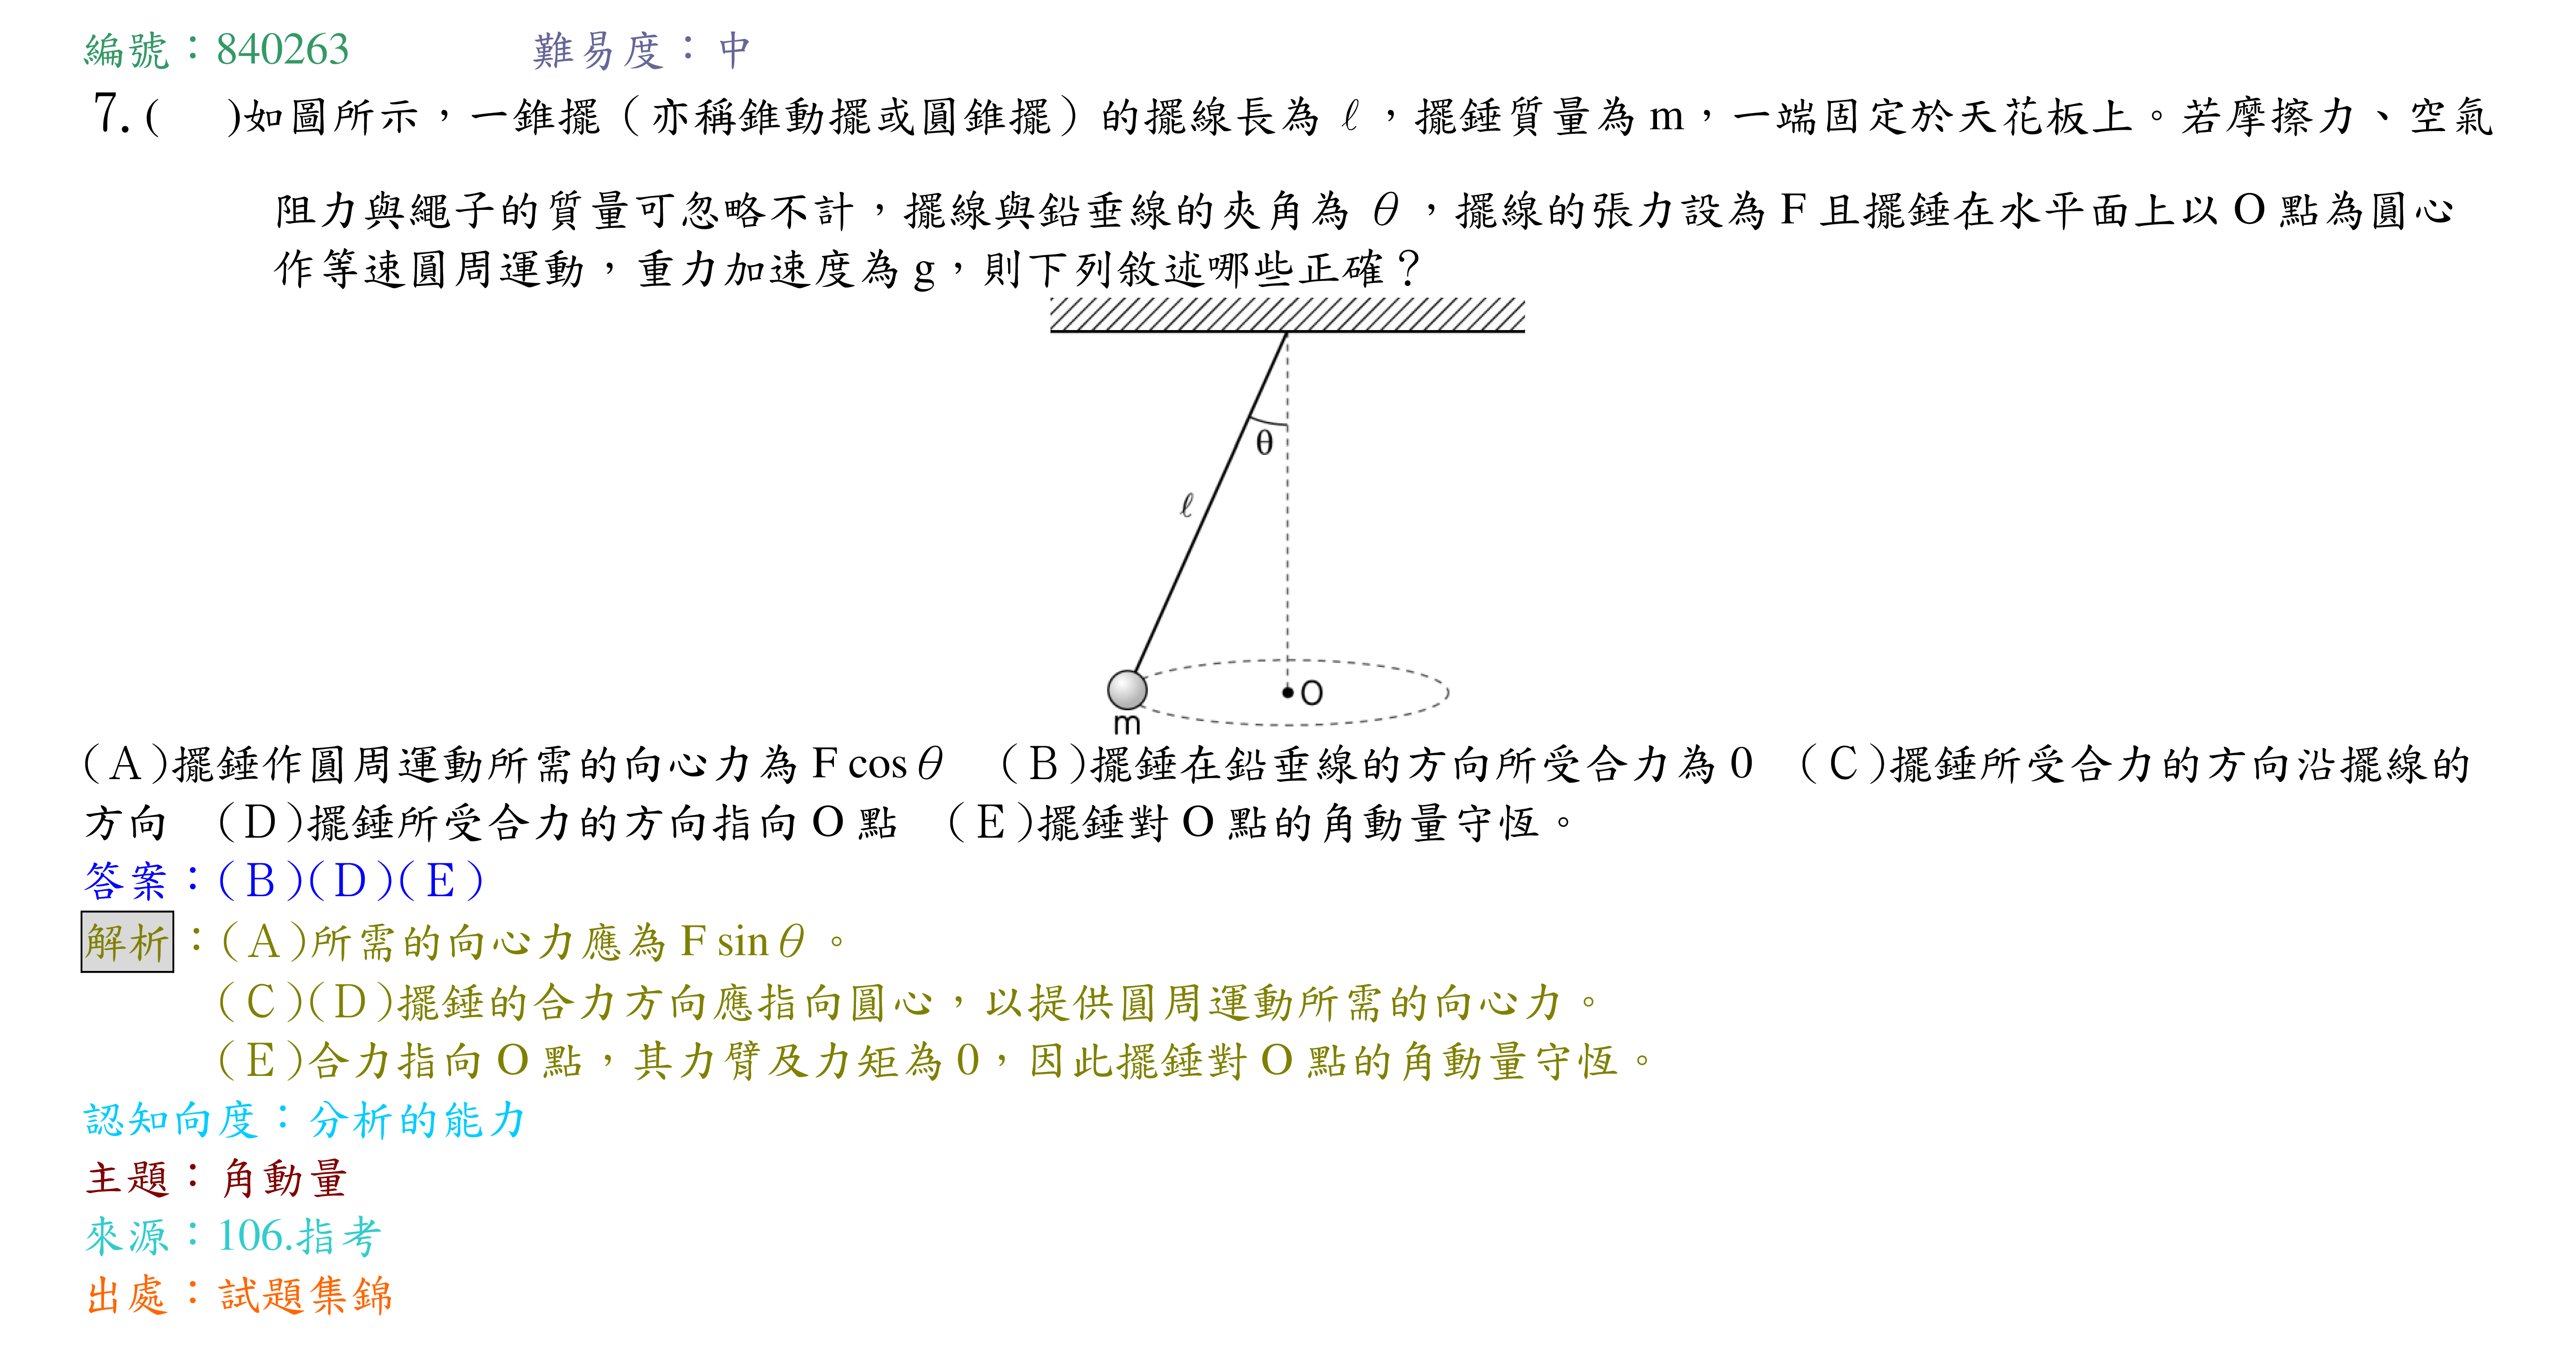 編號：840263 難易度：中
7.( )如圖所示，一錐擺（亦稱錐動擺或圓錐擺）的擺線長為 ℓ，擺錘質量為 m，一端固定於天花板上。若摩擦力、空氣
阻力與繩子的質量可忽略不計，擺線與鉛垂線的夾角為 θ，擺線的張力設為 F 且擺錘在水平面上以 O 點為圓心
作等速圓周運動，重力加速度為 g，則下列敘述哪些正確？
θ
ℓ
O
m
(Ａ)擺錘作圓周運動所需的向心力為 F cos θ (Ｂ)擺錘在鉛垂線的方向所受合力為 0 (Ｃ)擺錘所受合力的方向沿擺線的
方向 (Ｄ)擺錘所受合力的方向指向 O 點 (Ｅ)擺錘對 O 點的角動量守恆。
答案：(Ｂ)(Ｄ)(Ｅ)
解析：(Ａ)所需的向心力應為 F sin θ。
(Ｃ)(Ｄ)擺錘的合力方向應指向圓心，以提供圓周運動所需的向心力。
(Ｅ)合力指向 O 點，其力臂及力矩為 0，因此擺錘對 O 點的角動量守恆。
認知向度：分析的能力
主題：角動量
來源：106.指考
出處：試題集錦